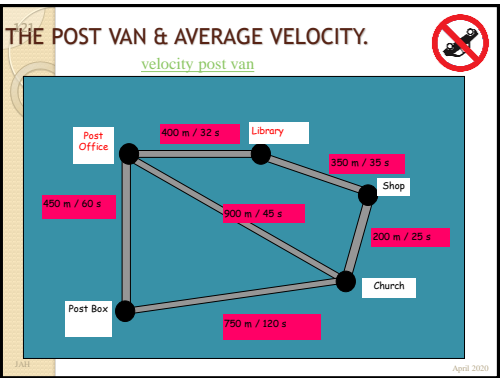 121
THE POST VAN & AVERAGE VELOCITY.
velocity post van
Post
Office
400 m / 32 s
Library
350 m / 35 s
Shop
450 m / 60 s
900 m / 45 s
200 m / 25 s
Church
Post Box
750 m / 120 s
JAH
April 2020